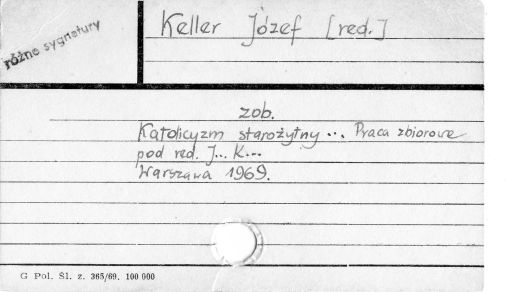 różne sygnatury
Keller Józef [red.]
zob.
Katolicyzm starożytny ... Praca zbiorowa
pod red. J... K...
Warszawa 1969.
G Pol. Śl. z. 365/69. 100 000